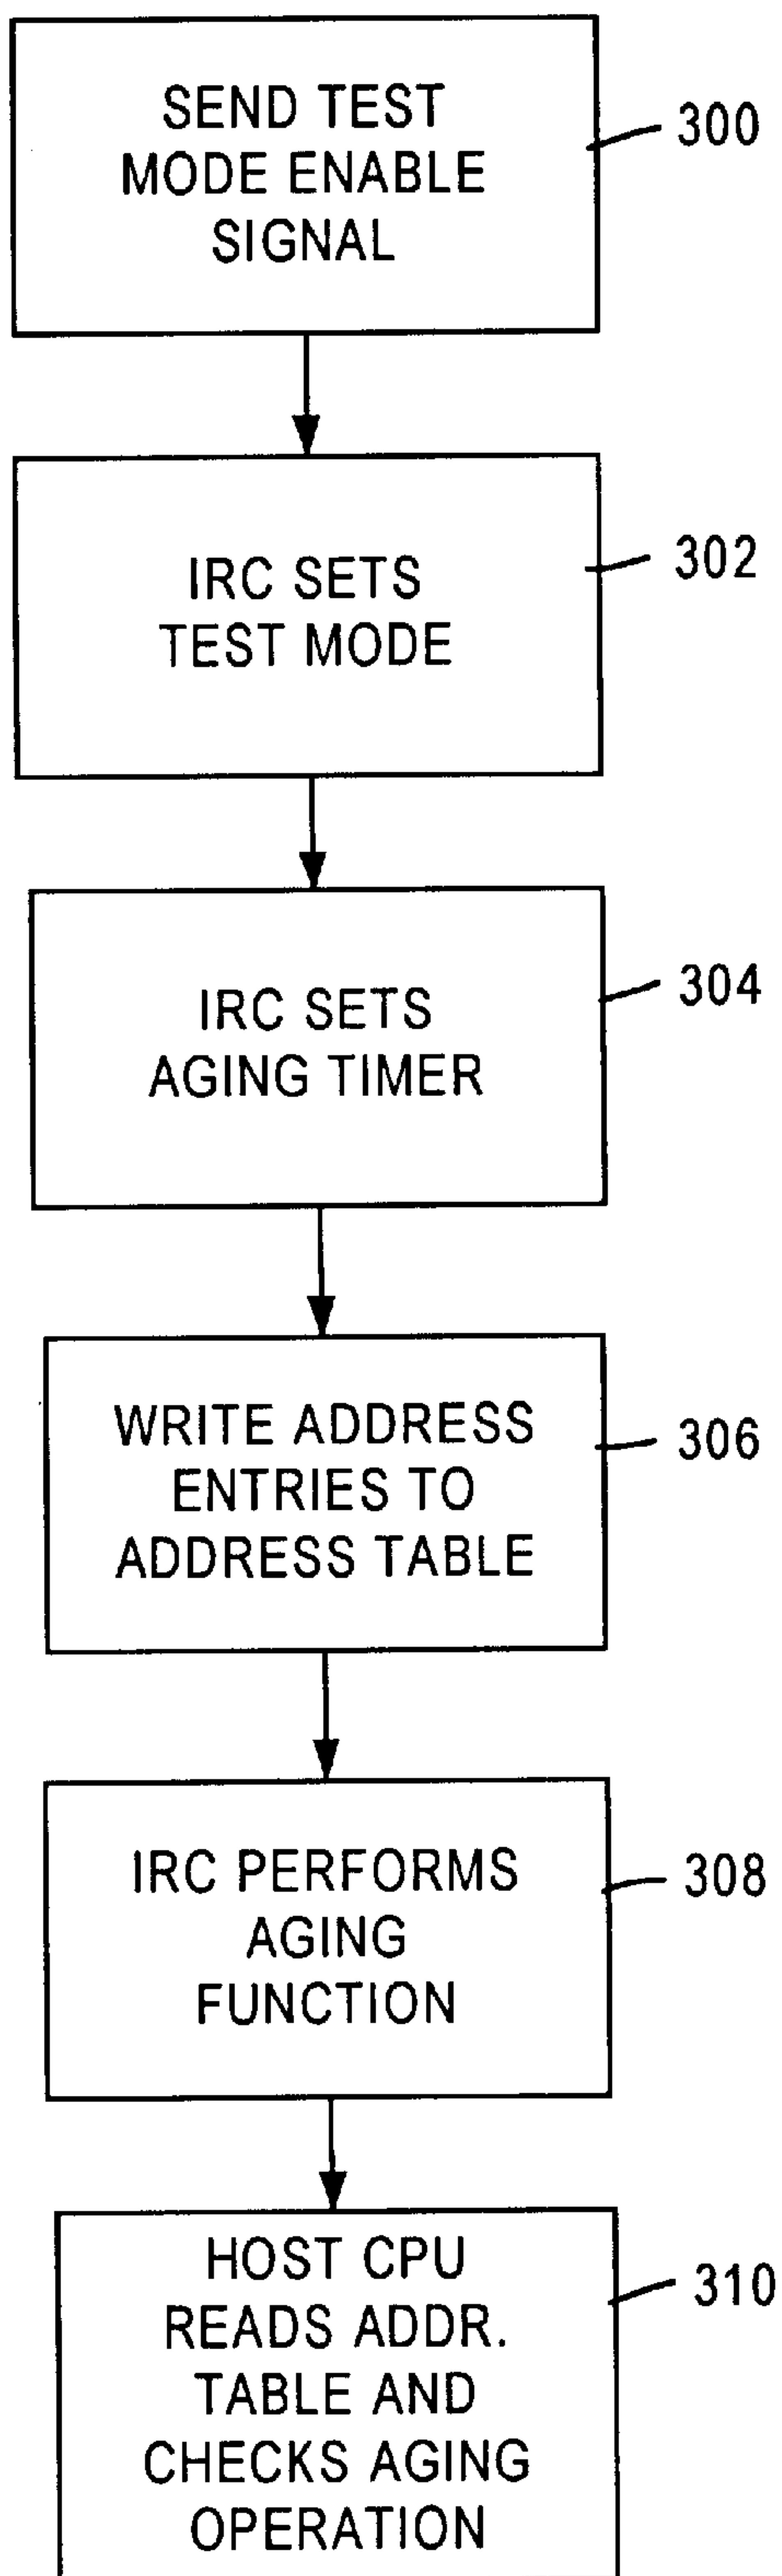 SEND TEST
MODE ENABLE
SIGNAL
300
IRC SETS
TEST MODE
302
IRC SETS
AGING TIMER
304
WRITE ADDRESS
ENTRIES TO
ADDRESS TABLE
306
IRC PERFORMS
AGING
FUNCTION
308
HOST CPU
READS ADDR.
TABLE AND
CHECKS AGING
OPERATION
310